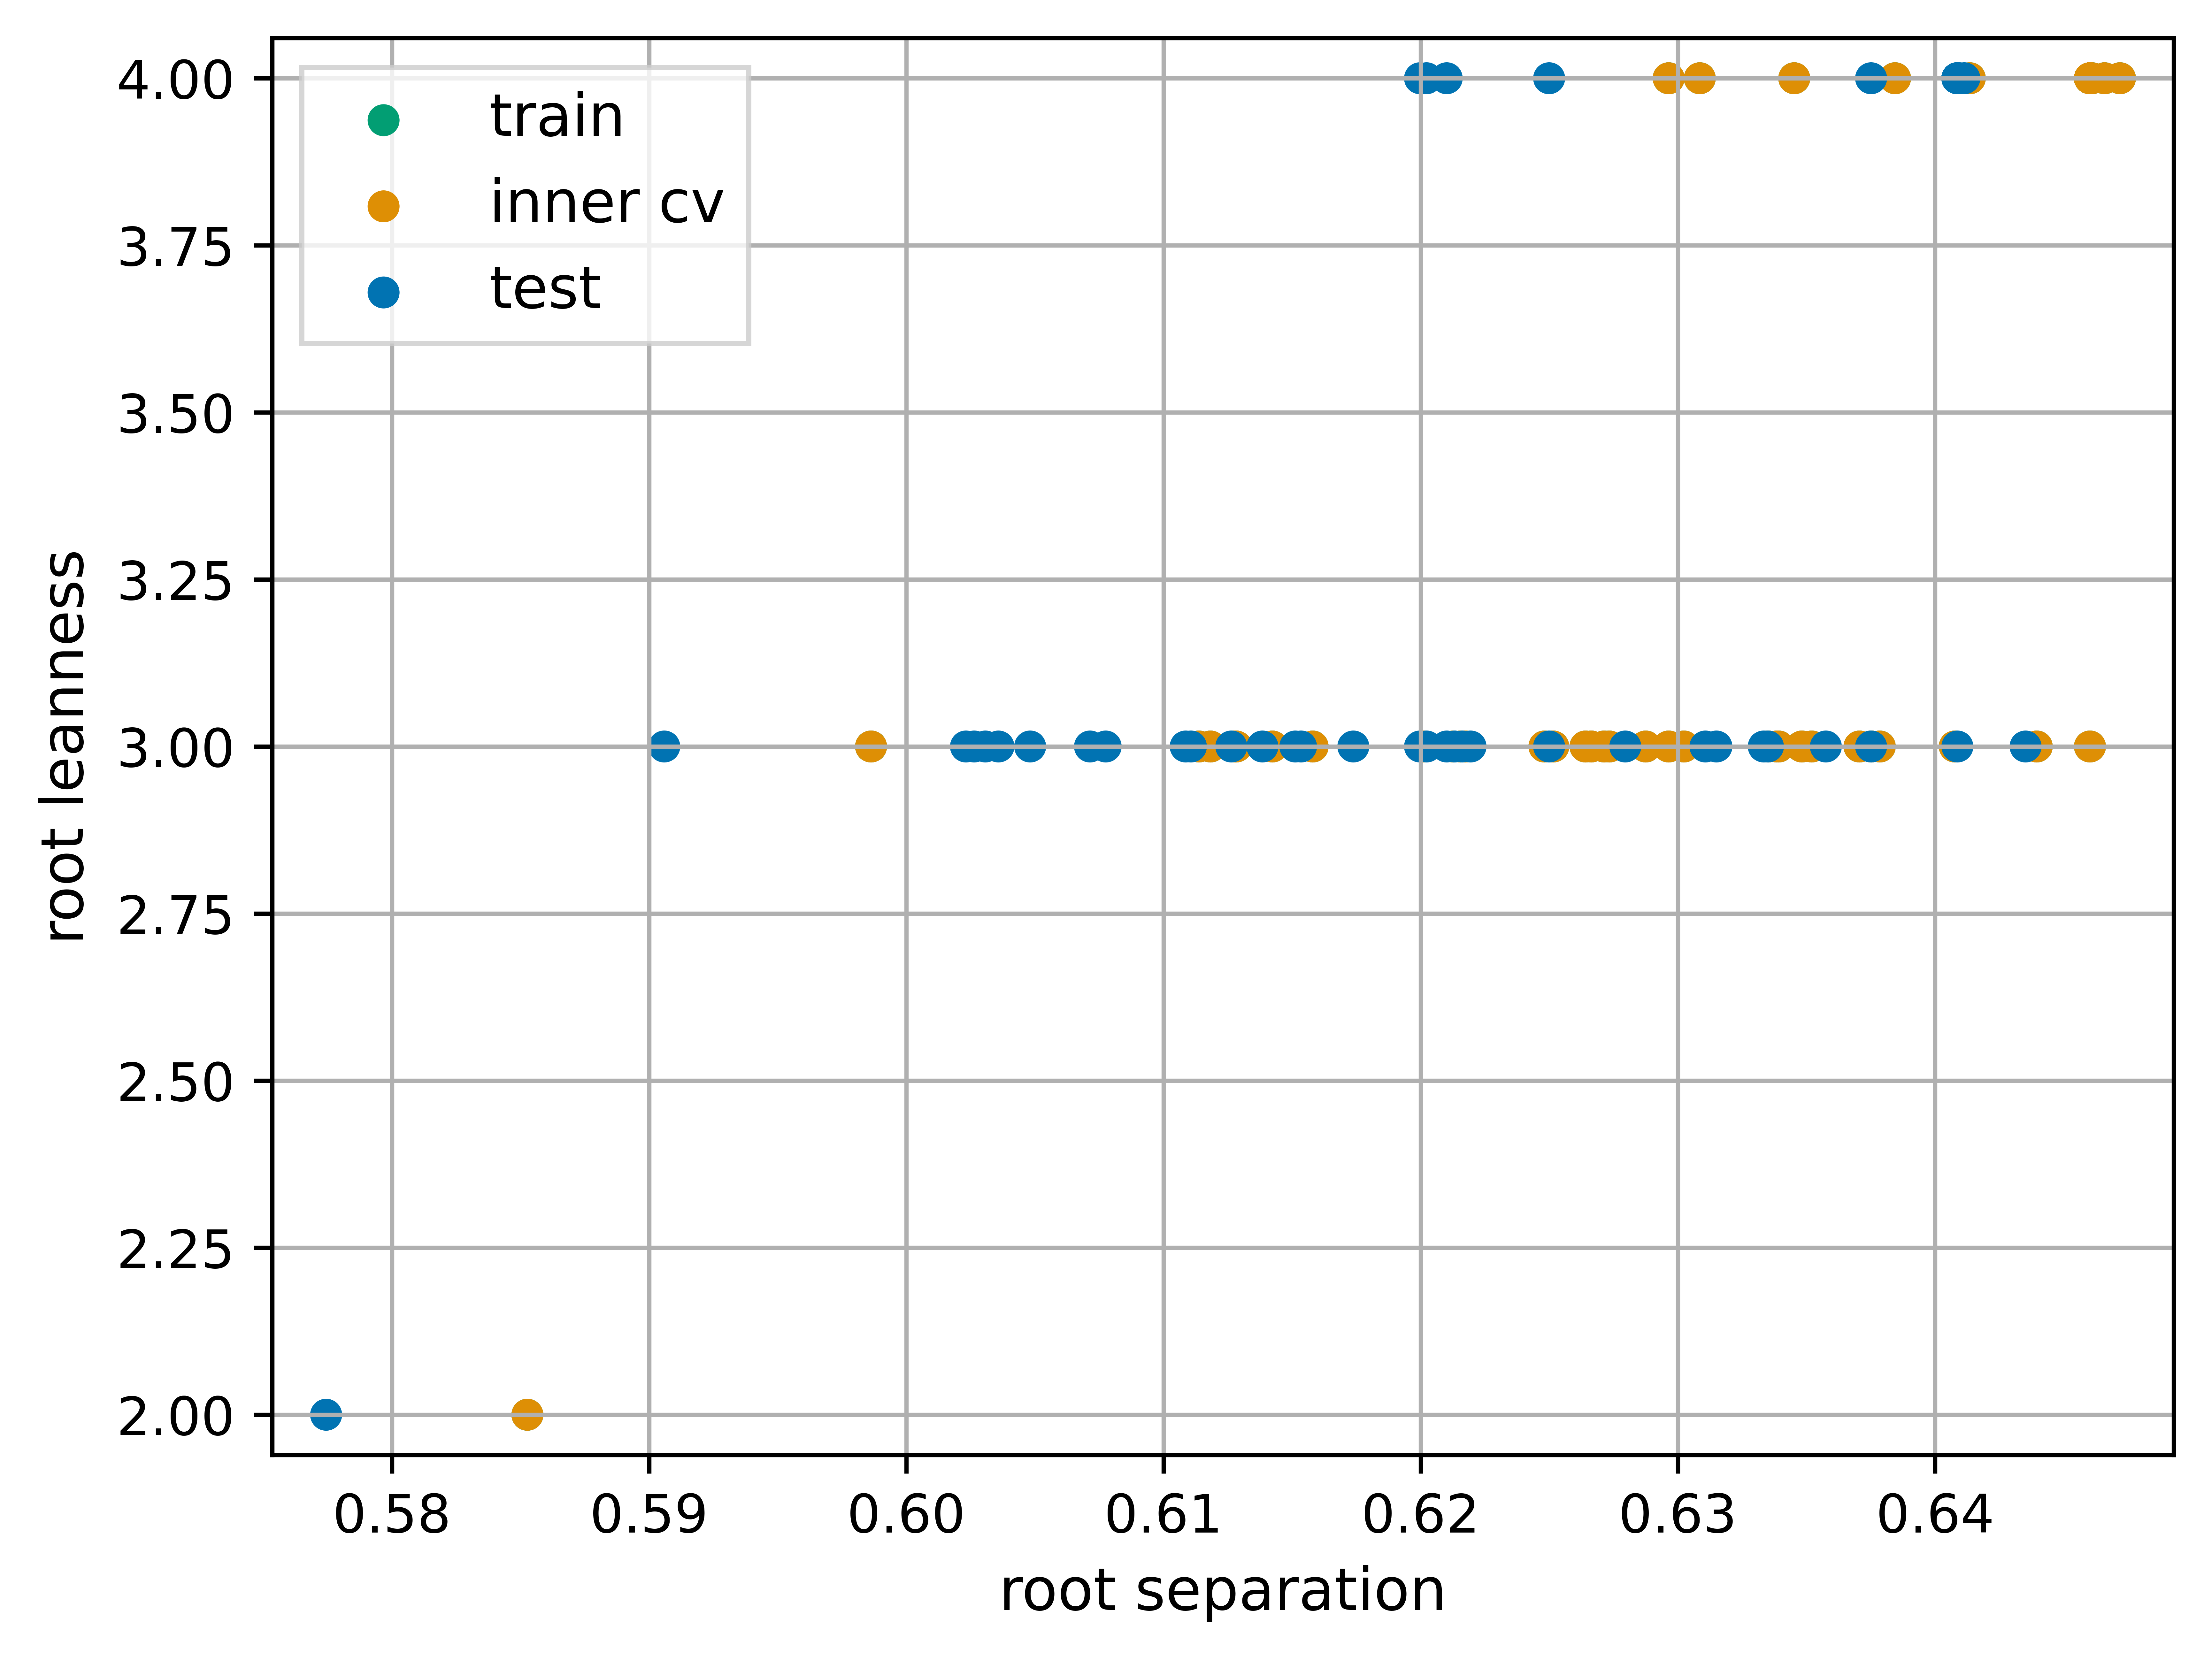 train
inner cv
test
4.00
3.75
3.50
3.25
3.00
2.75
2.50
2.25
2.00
root leanness
0.58 0.59 0.60 0.61 0.62 0.63 0.64
root separation